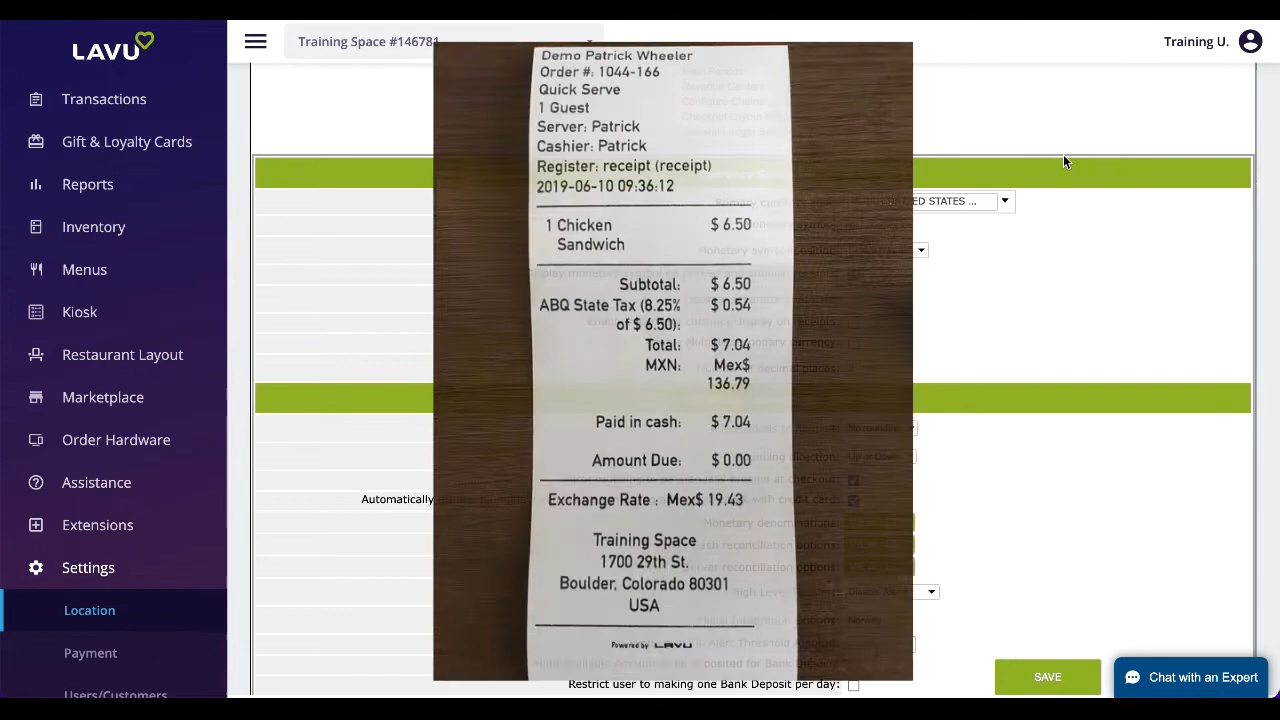 LAVU
Training Space #146781
Training U.
Transactions
Gift & Loyalty Cards
Reports
Inventory
Menus
Kiosk
Restaurant Layout
Marketplace
Order Hardware
Assistance
Extensions
Settings
Location
Payment
Users/Customers
Demo Patrick Wheeler
Order #: 1044-166
Quick Serve
1 Guest
Server: Patrick
Cashier: Patrick
Register: receipt (receipt)
2019-06-10 09:36:12
1 Chicken $ 6.50
Sandwich
Subtotal: $ 6.50
ABQ State Tax (8.25% $ 0.54
of $ 6.50):
Total: $ 7.04
MXN: Mex$
136.79
Paid in cash: $ 7.04
Amount Due: $ 0.00
Exchange Rate : Mex$ 19.43
Training Space
1700 29th St.
Boulder, Colorado 80301
USA
Powered by LAVU
STATES ...
Automatically
with credit card:
Monetary denominations:
Restrict user to making one Bank Deposit per day:
SAVE
Chat with an Expert